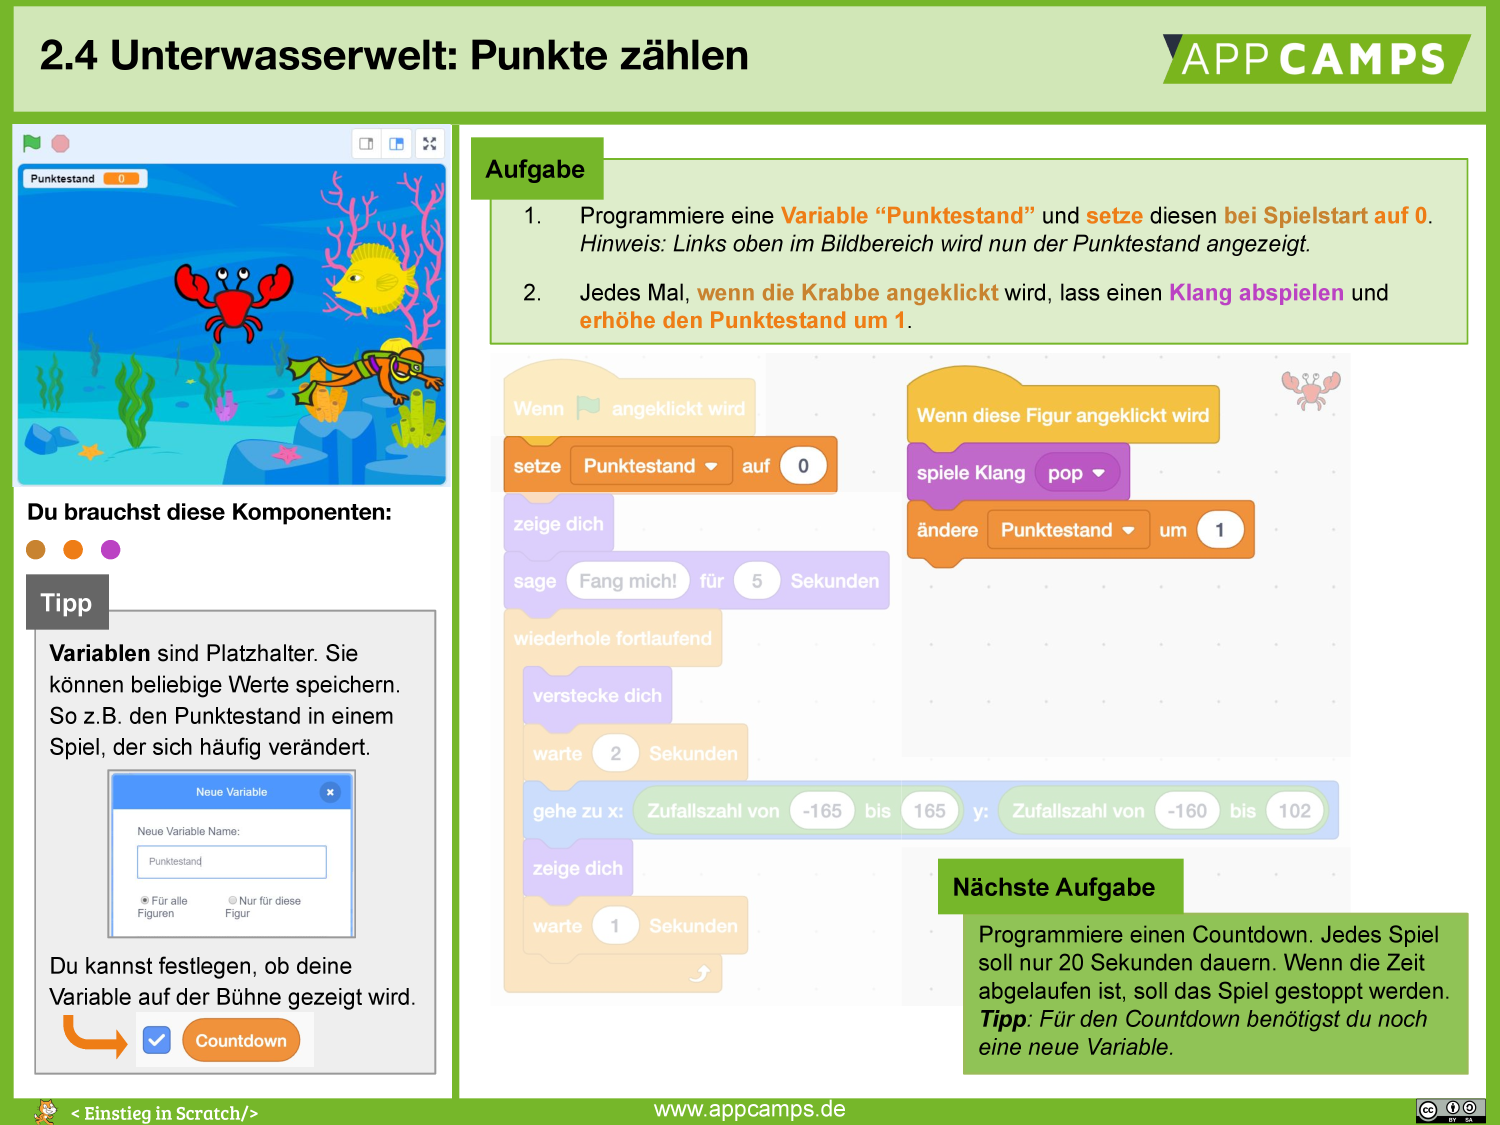 2.4 Unterwasserwelt: Punkte zählen
APP CAMPS
Punktestand 0
Du brauchst diese Komponenten:
Tipp
Variablen sind Platzhalter. Sie
können beliebige Werte speichern.
So z.B. den Punktestand in einem
Spiel, der sich häufig verändert.
Neue Variable
Neue Variable Name:
Punktestand
Für alle
Figuren
Nur für diese
Figur
Du kannst festlegen, ob deine
Variable auf der Bühne gezeigt wird.
Countdown
Aufgabe
1. Programmiere eine Variable “Punktestand” und setze diesen bei Spielstart auf 0.
Hinweis: Links oben im Bildbereich wird nun der Punktestand angezeigt.
2. Jedes Mal, wenn die Krabbe angeklickt wird, lass einen Klang abspielen und
erhöhe den Punktestand um 1.
Wenn angeklickt wird
setze Punktestand auf 0
zeige dich
sage Fang mich! für 5 Sekunden
wiederhole fortlaufend
verstecke dich
warte 2 Sekunden
gehe zu x: Zufallszahl von -165 bis 165 y: Zufallszahl von -160 bis 102
zeige dich
warte 1 Sekunden
Wenn diese Figur angeklickt wird
spiele Klang pop
ändere Punktestand um 1
Nächste Aufgabe
Programmiere einen Countdown. Jedes Spiel
soll nur 20 Sekunden dauern. Wenn die Zeit
abgelaufen ist, soll das Spiel gestoppt werden.
Tipp: Für den Countdown benötigst du noch
eine neue Variable.
< Einstieg in Scratch/>
www.appcamps.de
cc BY SA